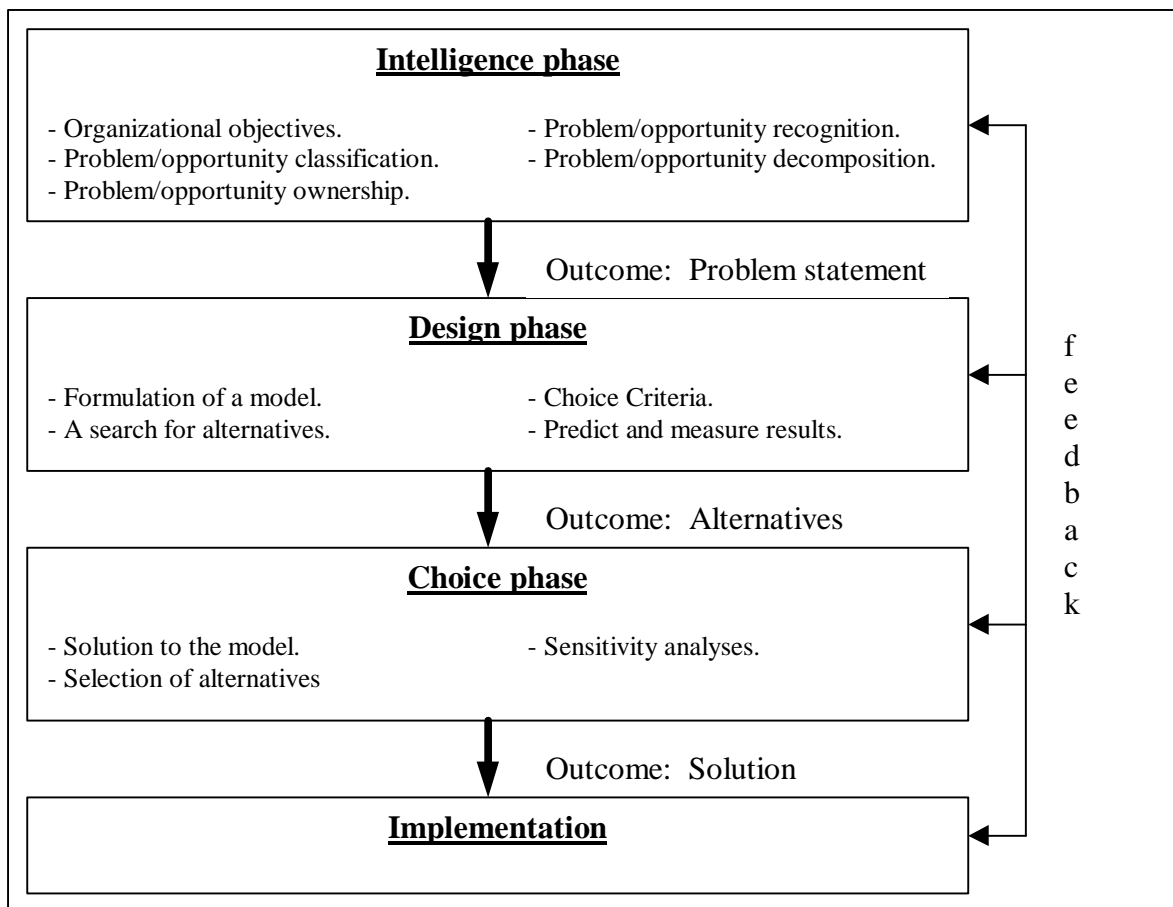 Intelligence phase
- Organizational objectives.
- Problem/opportunity classification.
- Problem/opportunity ownership.
- Problem/opportunity recognition.
- Problem/opportunity decomposition.
Outcome: Problem statement
Design phase
- Formulation of a model.
- A search for alternatives.
- Choice Criteria.
- Predict and measure results.
Outcome: Alternatives
Choice phase
- Solution to the model.
- Selection of alternatives
- Sensitivity analyses.
Outcome: Solution
Implementation
f
e
e
d
b
a
c
k